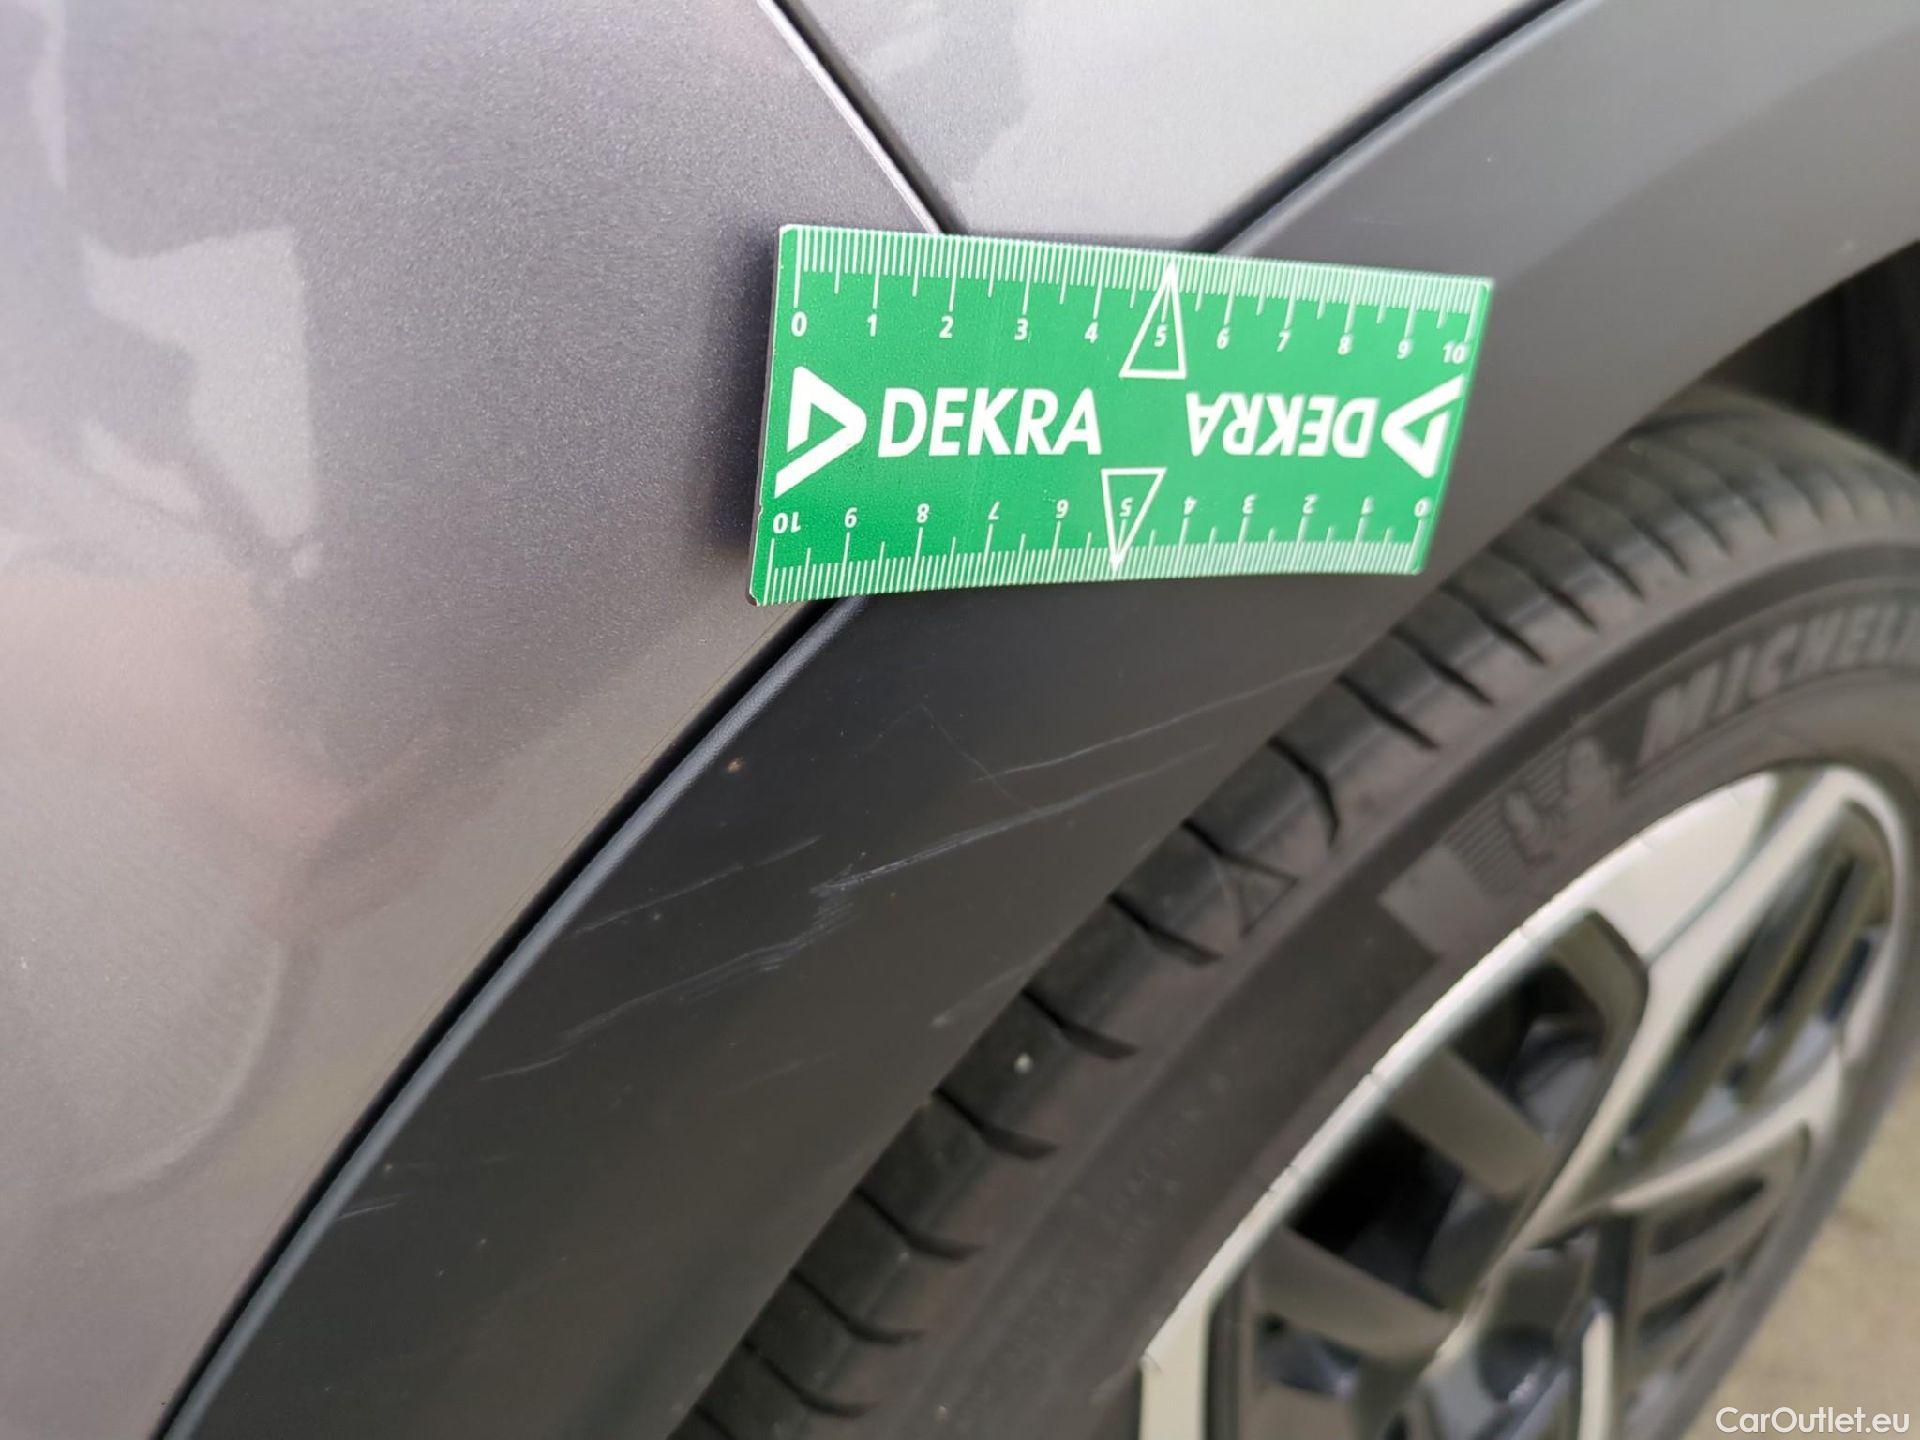 0 1 2 3 4 5 6 7 8 9 10
DEKRA DEKRA
10 9 8 7 6 5 4 3 2 1 0
MICHELIN
CarOutlet.eu